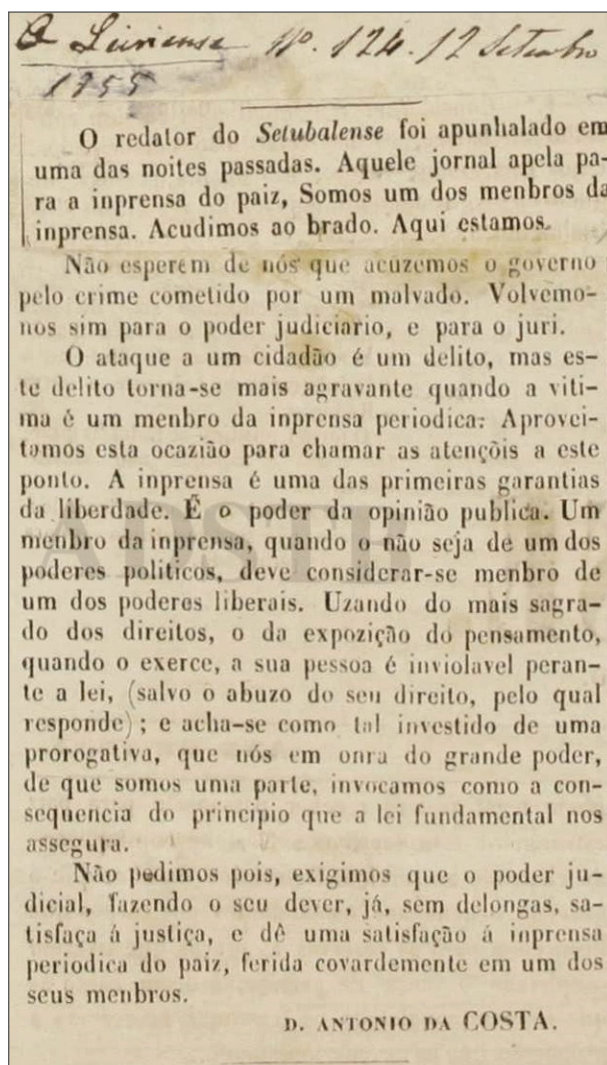 O Leiriense Nº. 124. 12 Setembro
1855
O redator do Setubalense foi apunhalado em
uma das noites passadas. Aquele jornal apela pa-
ra a inprensa do paiz, Somos um dos menbros da
inprensa. Acudimos ao brado. Aqui estamos.
Não esperem de nós que acuzemos o governo
pelo crime cometido por um malvado. Volvemo-
nos sim para o poder judiciario, e para o juri.
O ataque a um cidadão é um delito, mas es-
te delito torna-se mais agravante quando a viti-
ma é um menbro da inprensa periodica: Aprovei-
tamos esta ocazião para chamar as atençõis a este
ponto. A inprensa é uma das primeiras garantias
da liberdade. É o poder da opinião publica. Um
menbro da inprensa, quando o não seja de um dos
poderes politicos, deve considerar-se menbro de
um dos poderes liberais. Uzando do mais sagra-
do dos direitos, o da expozição do pensamento,
quando o exerce, a sua pessoa é inviolavel peran-
te a lei, (salvo o abuzo do seu direito, pelo qual
responde); e acha-se como tal investido de uma
prorogativa, que nós em onra do grande poder,
de que somos uma parte, invocamos como a con-
sequencia do principio que a lei fundamental nos
assegura.
Não pedimos pois, exigimos que o poder ju-
dicial, fazendo o seu dever, já, sem delongas, sa-
tisfaça á justiça, e dê uma satisfação á inprensa
periodica do paiz, ferida covardemente em um dos
seus menbros.
D. ANTONIO DA COSTA.